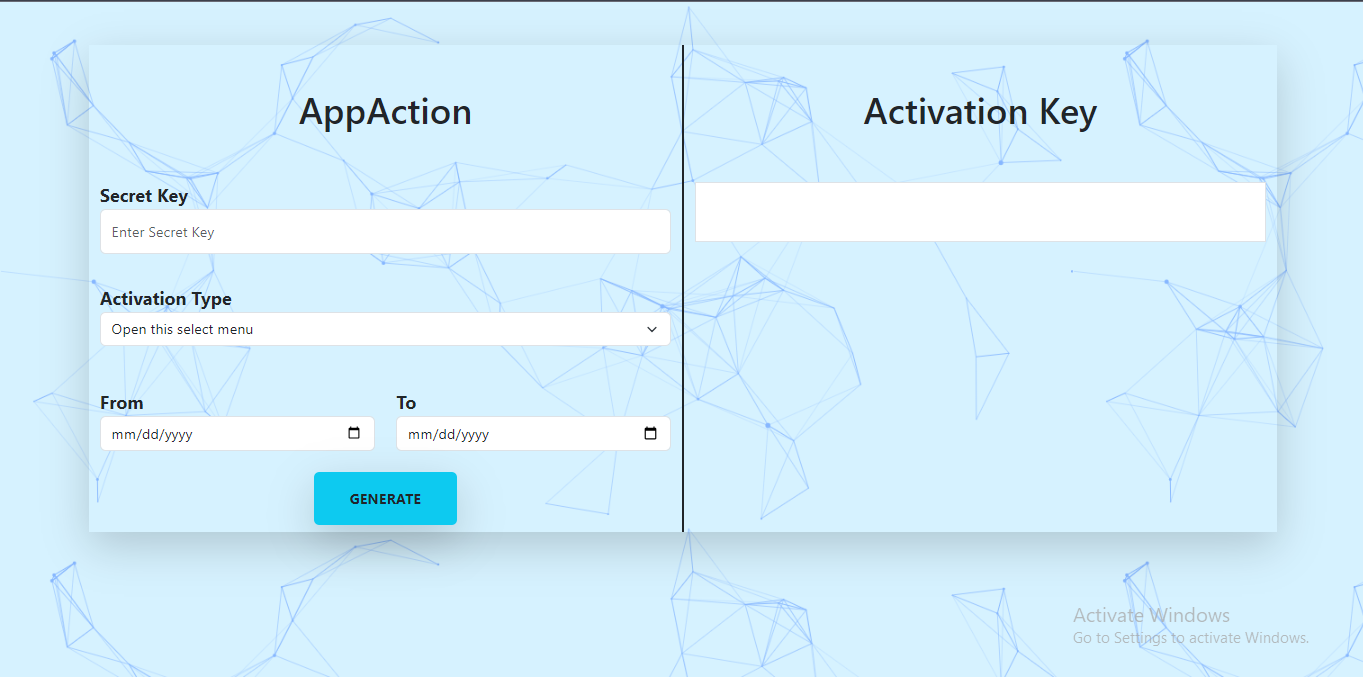 AppAction
Secret Key
Enter Secret Key
Activation Type
Open this select menu
From
To
mm/dd/yyyy
mm/dd/yyyy
GENERATE
Activation Key
Activate Windows
Go to Settings to activate Windows.